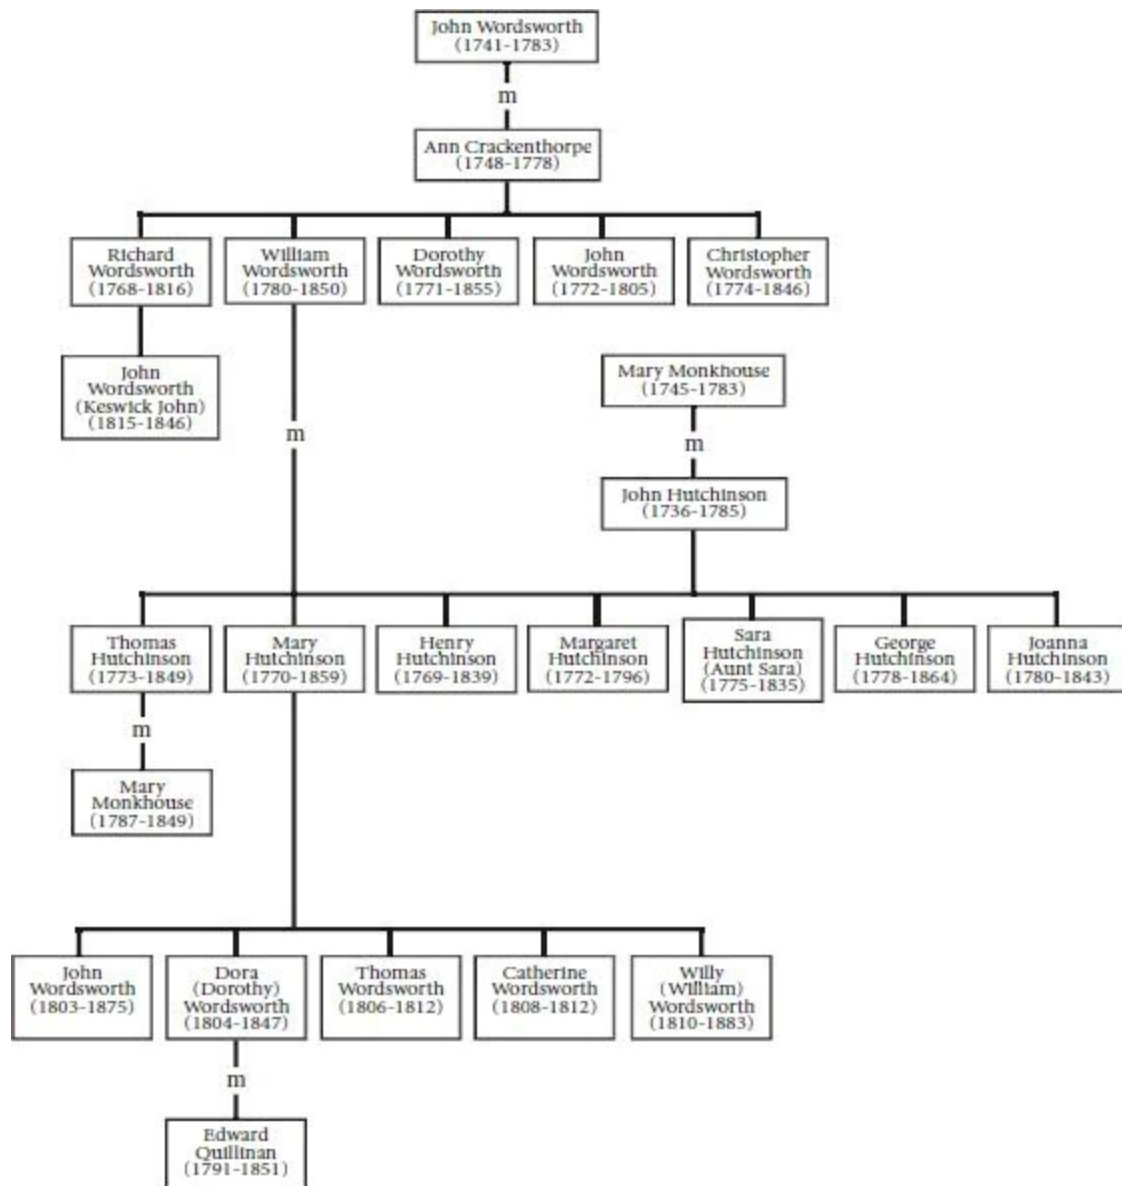 John Wordsworth
(1741-1783)
m
Ann Crackenthorpe
(1748-1778)
Richard
Wordsworth
(1768-1816)
William
Wordsworth
(1780-1850)
Dorothy
Wordsworth
(1771-1855)
John
Wordsworth
(1772-1805)
Christopher
Wordsworth
(1774-1846)
John
Wordsworth
(Keswick John)
(1815-1846)
Mary Monkhouse
(1745-1783)
m
m
John Hutchinson
(1736-1785)
Thomas
Hutchinson
(1773-1849)
Mary
Hutchinson
(1770-1859)
Henry
Hutchinson
(1769-1839)
Margaret
Hutchinson
(1772-1796)
Sara
Hutchinson
(Aunt Sara)
(1775-1835)
George
Hutchinson
(1778-1864)
Joanna
Hutchinson
(1780-1843)
m
Mary
Monkhouse
(1787-1849)
John
Wordsworth
(1803-1875)
Dora
(Dorothy)
Wordsworth
(1804-1847)
Thomas
Wordsworth
(1806-1812)
Catherine
Wordsworth
(1808-1812)
Willy
(William)
Wordsworth
(1810-1883)
m
Edward
Quillinan
(1791-1851)